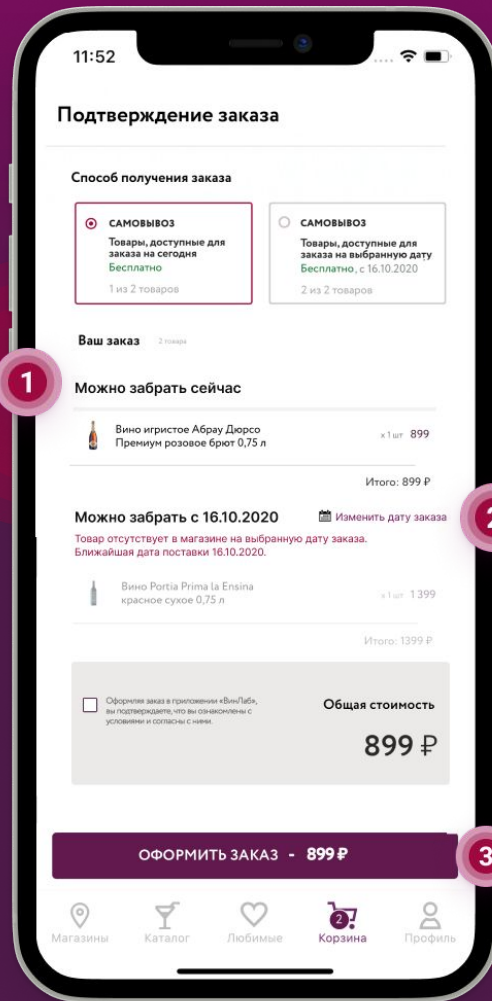 11:52
Подтверждение заказа
Способ получения заказа
САМОВЫВОЗ
Товары, доступные для
заказа на сегодня
Бесплатно
1 из 2 товаров
САМОВЫВОЗ
Товары, доступные для
заказа на выбранную дату
Бесплатно, с 16.10.2020
2 из 2 товаров
Ваш заказ 2 товара
1
Можно забрать сейчас
Вино игристое Абрау Дюрсо
Премиум розовое брют 0,75 л
х 1 шт 899
Итого: 899 ₽
Можно забрать с 16.10.2020
Изменить дату заказа
2
Товар отсутствует в магазине на выбранную дату заказа.
Ближайшая дата поставки 16.10.2020.
Вино Portia Prima la Ensina
красное сухое 0,75 л
х 1 шт 1 399
Итого: 1399 ₽
Оформляя заказ в приложении «ВинЛаб»,
вы подтверждаете, что вы ознакомлены с
условиями и согласны с ними.
Общая стоимость
899 ₽
ОФОРМИТЬ ЗАКАЗ - 899 ₽
3
2
Магазины Каталог Любимые Корзина Профиль